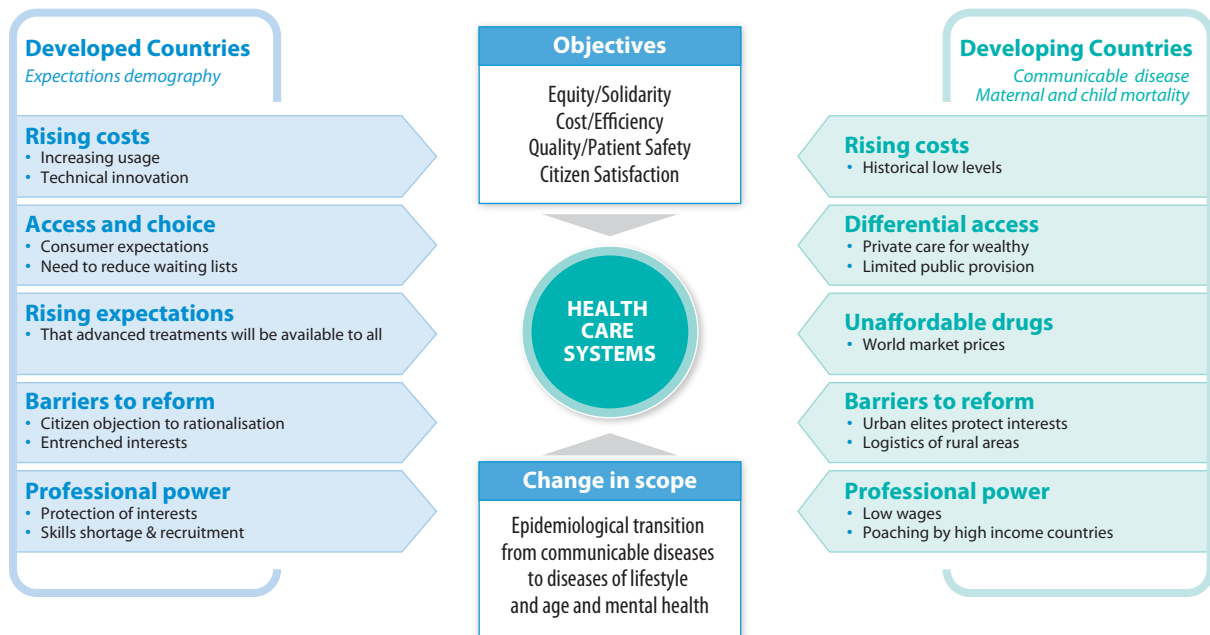 Developed Countries
Expectations demography
Rising costs
• Increasing usage
• Technical innovation
Access and choice
• Consumer expectations
• Need to reduce waiting lists
Rising expectations
• That advanced treatments will be available to all
Barriers to reform
• Citizen objection to rationalisation
• Entrenched interests
Professional power
• Protection of interests
• Skills shortage & recruitment
Objectives
Equity/Solidarity
Cost/Efficiency
Quality/Patient Safety
Citizen Satisfaction
HEALTH
CARE
SYSTEMS
Change in scope
Epidemiological transition
from communicable diseases
to diseases of lifestyle
and age and mental health
Developing Countries
Communicable disease
Maternal and child mortality
Rising costs
• Historical low levels
Differential access
• Private care for wealthy
• Limited public provision
Unaffordable drugs
• World market prices
Barriers to reform
• Urban elites protect interests
• Logistics of rural areas
Professional power
• Low wages
• Poaching by high income countries